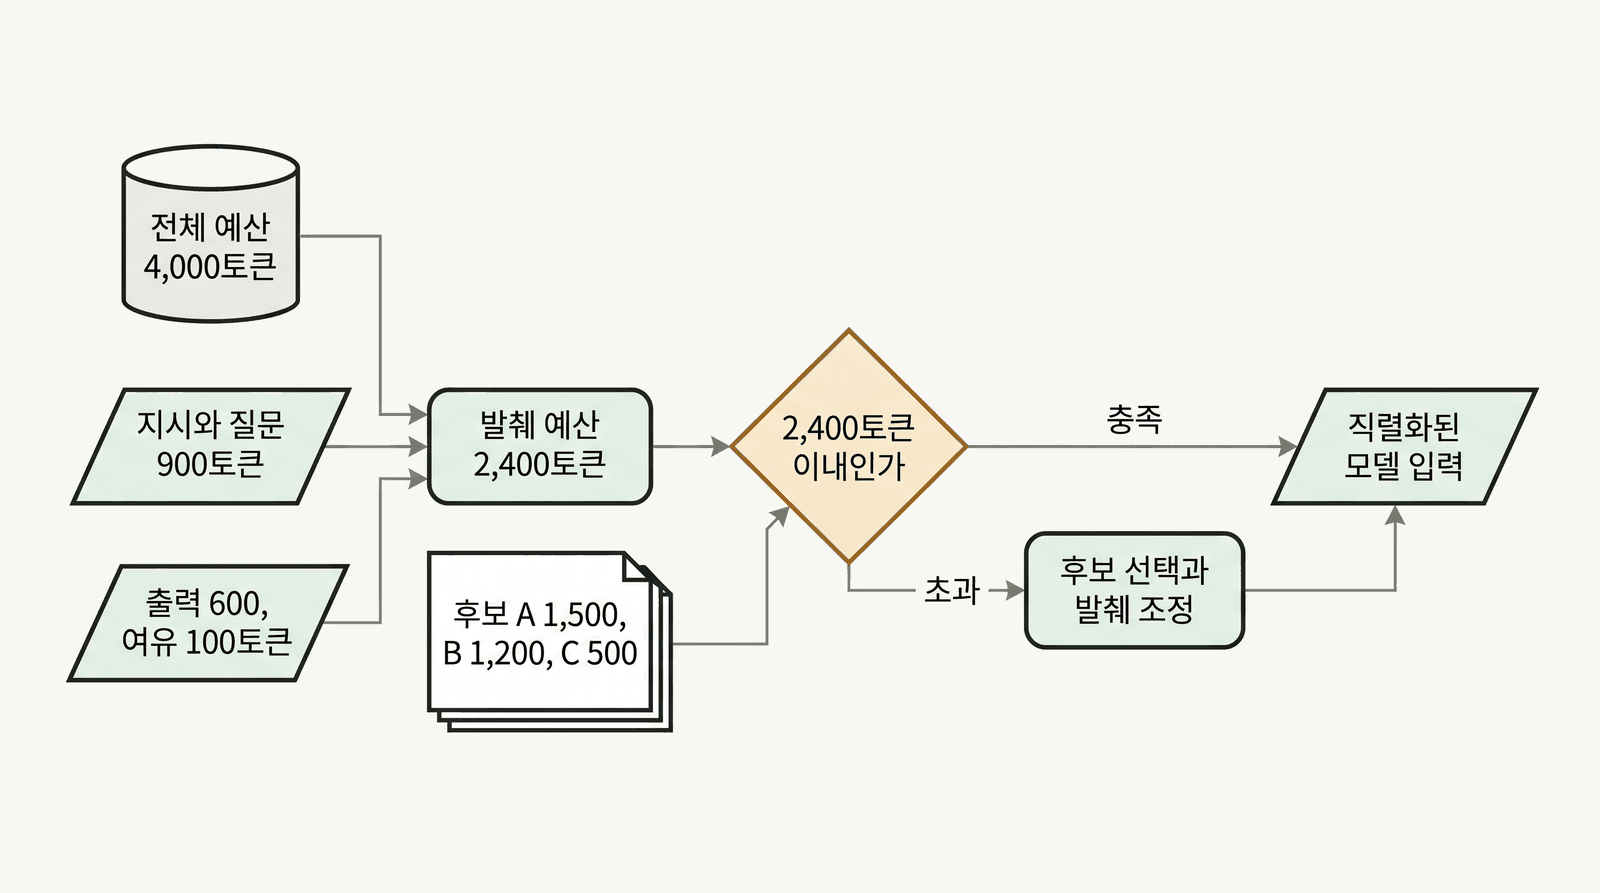 전체 예산
4,000토큰
지시와 질문
900토큰
출력 600,
여유 100토큰
발췌 예산
2,400토큰
후보 A 1,500,
B 1,200, C 500
2,400토큰
이내인가
충족
초과
후보 선택과
발췌 조정
직렬화된
모델 입력